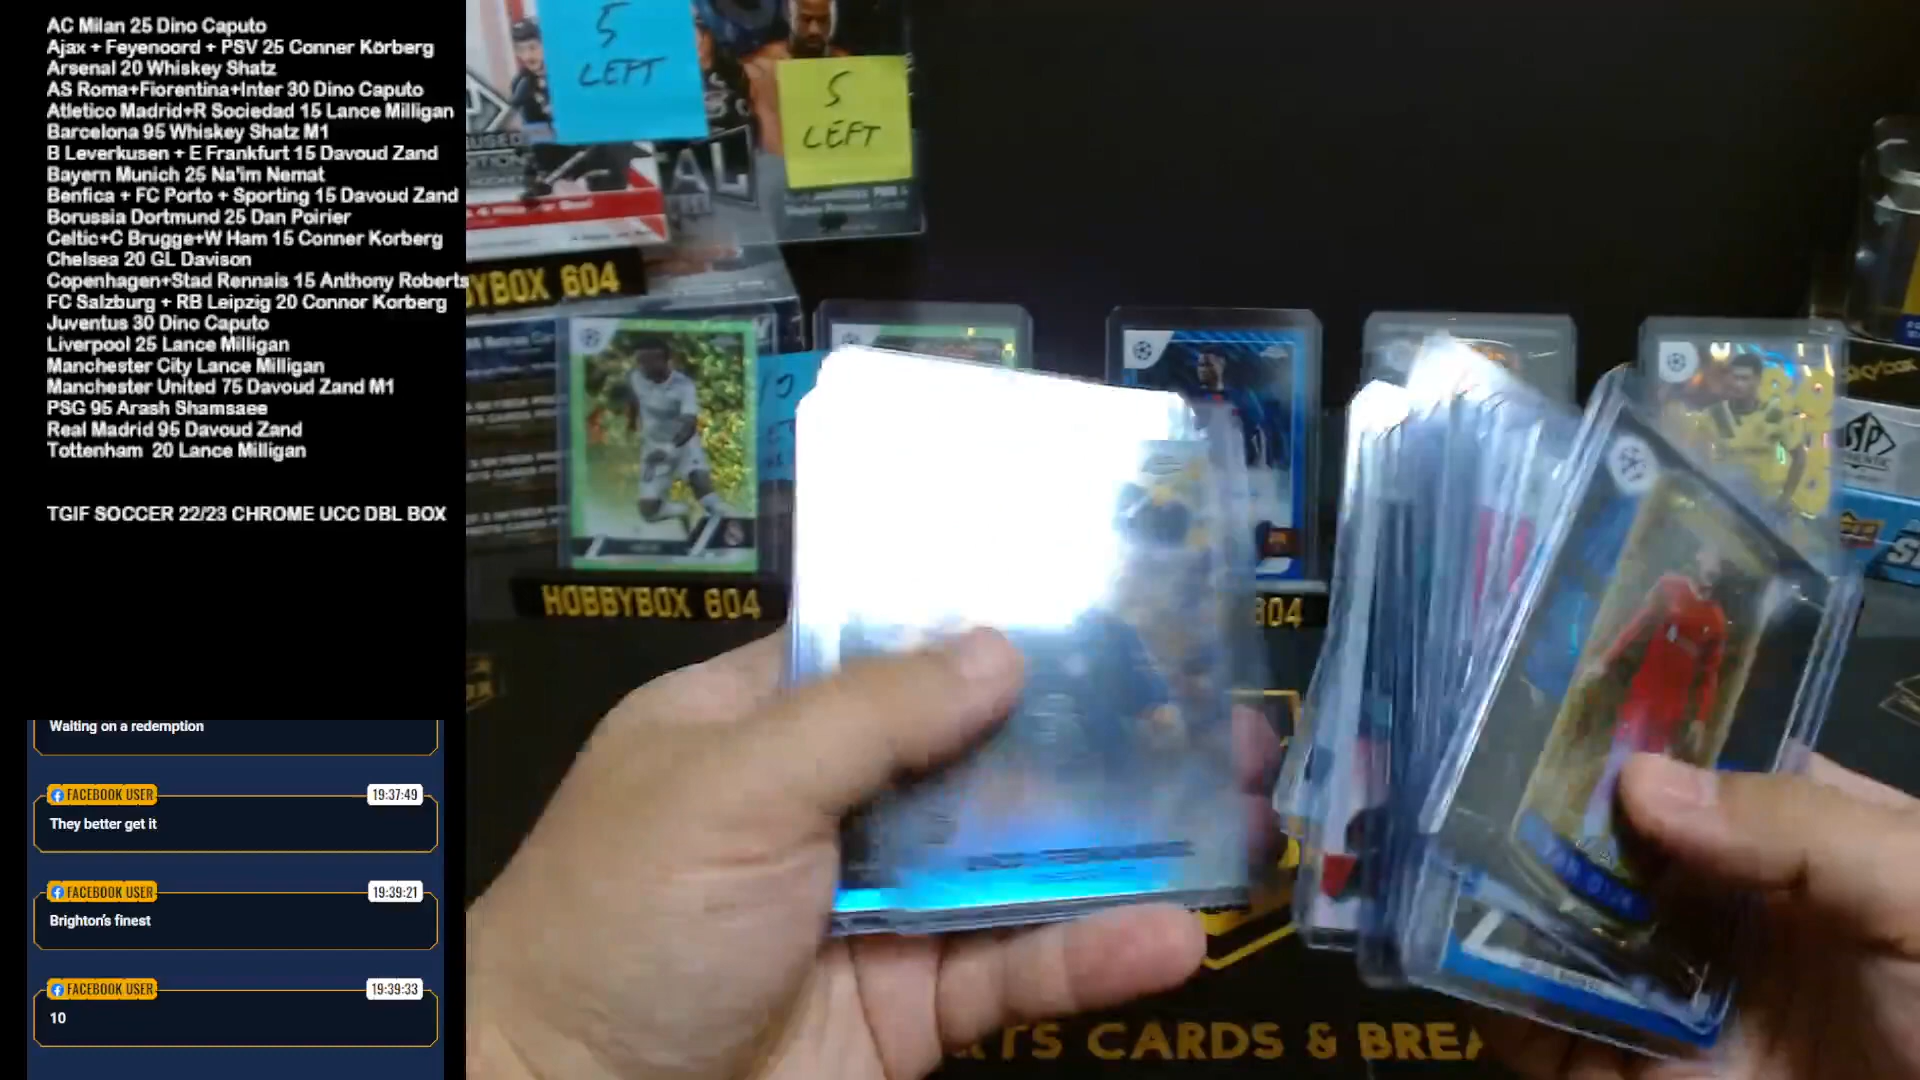 AC Milan 25 Dino Caputo
Ajax + Feyenoord + PSV 25 Conner Körberg
Arsenal 20 Whiskey Shatz
AS Roma+Fiorentina+Inter 30 Dino Caputo
Atletico Madrid+R Sociedad 15 Lance Milligan
Barcelona 95 Whiskey Shatz M1
B Leverkusen + E Frankfurt 15 Davoud Zand
Bayern Munich 25 Na'im Nemat
Benfica + FC Porto + Sporting 15 Davoud Zand
Borussia Dortmund 25 Dan Poirier
Celtic+C Brugge+W Ham 15 Conner Korberg
Chelsea 20 GL Davison
Copenhagen+Stad Rennais 15 Anthony Roberts
FC Salzburg + RB Leipzig 20 Connor Korberg
Juventus 30 Dino Caputo
Liverpool 25 Lance Milligan
Manchester City Lance Milligan
Manchester United 75 Davoud Zand M1
PSG 95 Arash Shamsaee
Real Madrid 95 Davoud Zand
Tottenham 20 Lance Milligan
TGIF SOCCER 22/23 CHROME UCC DBL BOX
Waiting on a redemption
FACEBOOK USER 19:37:49
They better get it
FACEBOOK USER 19:39:21
Brighton's finest
FACEBOOK USER 19:39:33
10
5
LEFT
5
LEFT
YBOX 604
HOBBYBOX 604
604
SP
RTS CARDS & BREA